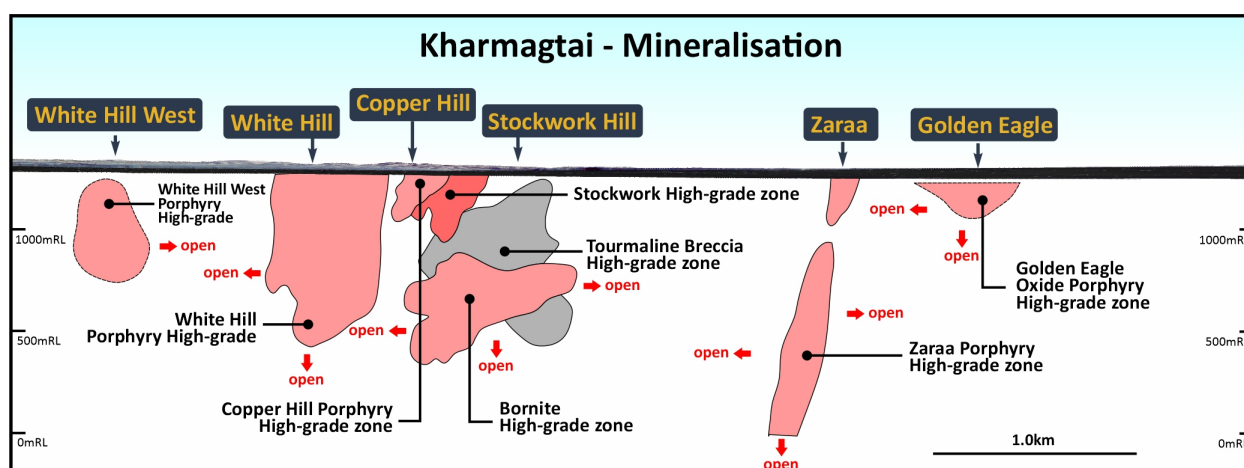 Kharmagtai - Mineralisation
White Hill West
White Hill
Copper Hill
Stockwork Hill
Zaraa
Golden Eagle
White Hill West
Porphyry
High-grade
Stockwork High-grade zone
open
1000mRL
1000mRL
open
open
Tourmaline Breccia
High-grade zone
open
open
Golden Eagle
Oxide Porphyry
High-grade zone
White Hill
Porphyry High-grade
open
open
500mRL
500mRL
open
open
open
open
Zaraa Porphyry
High-grade zone
Copper Hill Porphyry
High-grade zone
Bornite
High-grade zone
0mRL
0mRL
1.0km
open